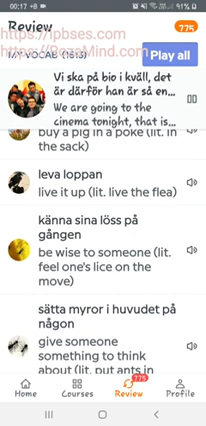 00:17 +B
Review
77%
https://ipbses.com
https://RozaMind.com
MY VOCAB (1613)
Play all
Vi ska på bio i kväll, det
är därför han är så en...
We are going to the
cinema tonight, that is...
buy a pig in a poke (lit. in
the sack)
leva loppan
live it up (lit. live the flea)
känna sina löss på
gången
be wise to someone (lit.
feel one's lice on the
move)
sätta myror i huvudet på
någon
give someone
something to think
about (lit. put ants in
775
Home
Courses
Review
Profile